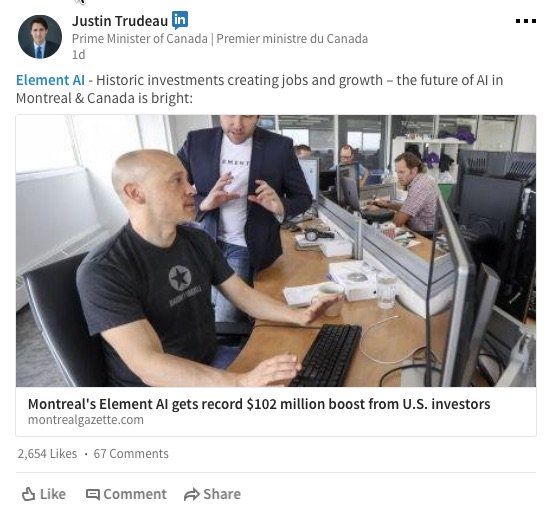 Justin Trudeau in
Prime Minister of Canada | Premier ministre du Canada
1d
Element AI - Historic investments creating jobs and growth – the future of AI in
Montreal & Canada is bright:
ELEMENT
Montreal's Element AI gets record $102 million boost from U.S. investors
montrealgazette.com
2,654 Likes • 67 Comments
Like Comment Share